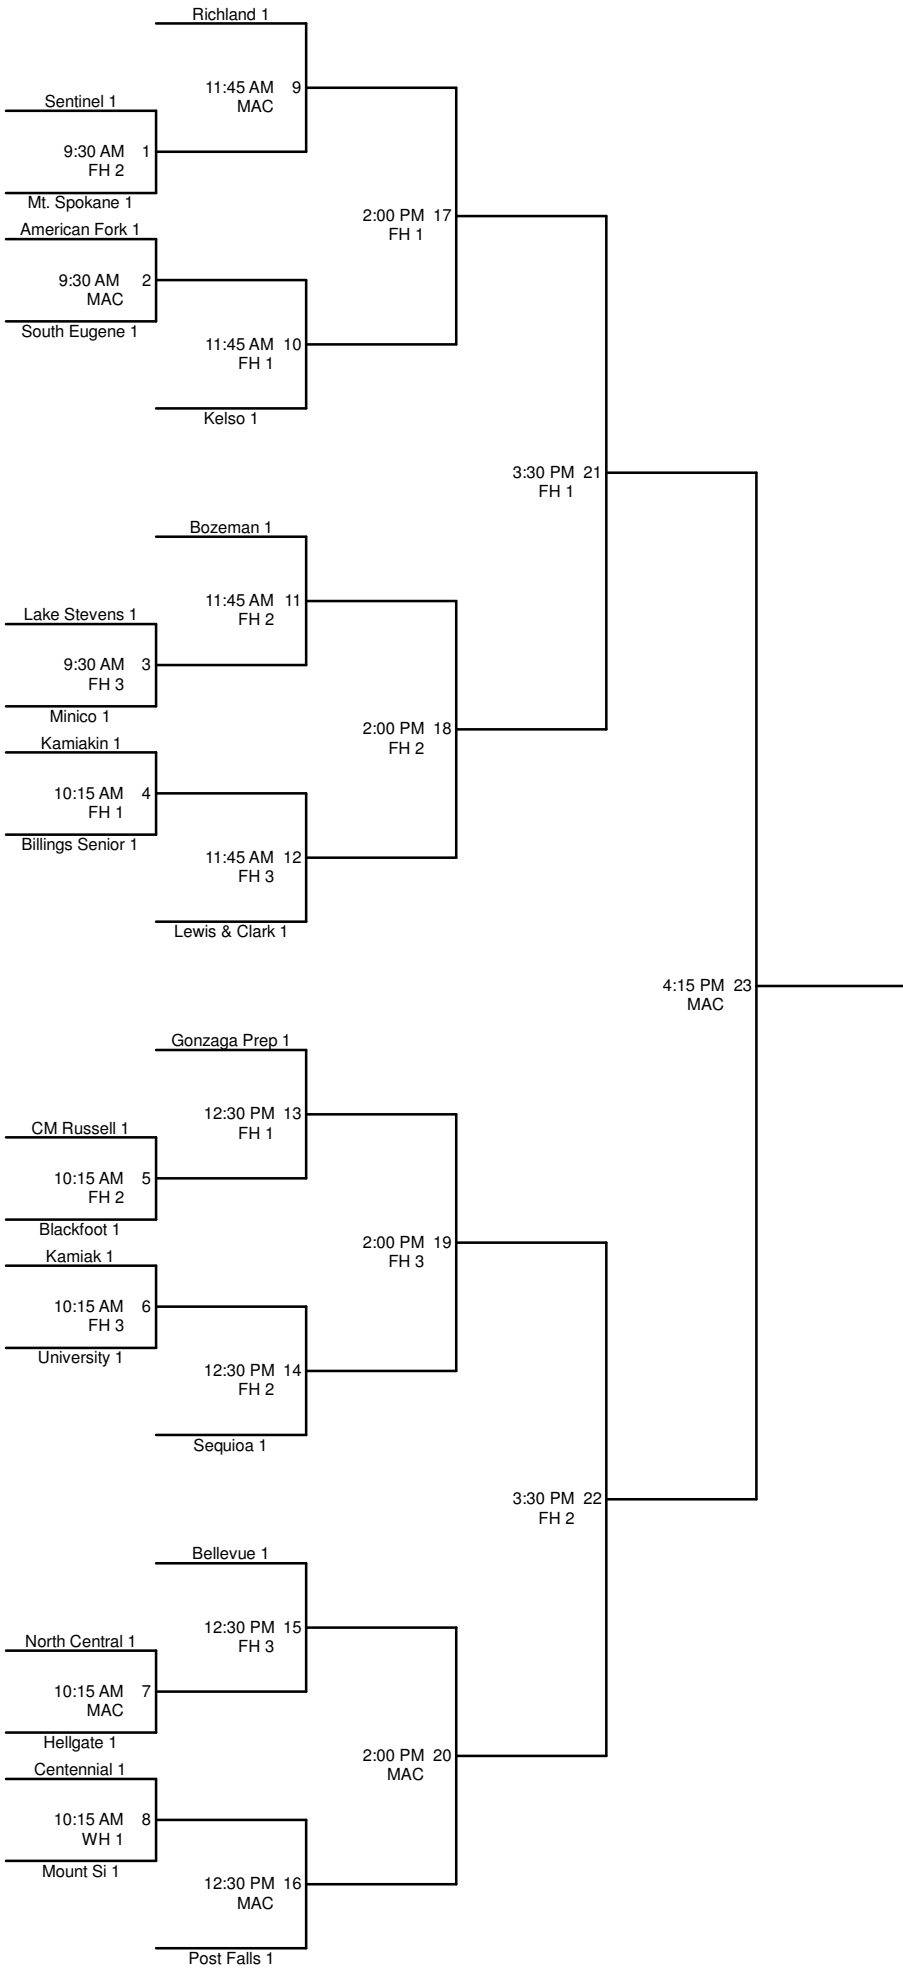 Richland 1
11:45 AM 9
MAC
Sentinel 1
9:30 AM 1
FH 2
Mt. Spokane 1
2:00 PM 17
FH 1
American Fork 1
9:30 AM 2
MAC
South Eugene 1
11:45 AM 10
FH 1
Kelso 1
3:30 PM 21
FH 1
Bozeman 1
11:45 AM 11
FH 2
Lake Stevens 1
9:30 AM 3
FH 3
Minico 1
2:00 PM 18
FH 2
Kamiakin 1
10:15 AM 4
FH 1
Billings Senior 1
11:45 AM 12
FH 3
Lewis & Clark 1
4:15 PM 23
MAC
Gonzaga Prep 1
12:30 PM 13
FH 1
CM Russell 1
10:15 AM 5
FH 2
Blackfoot 1
2:00 PM 19
FH 3
Kamiak 1
10:15 AM 6
FH 3
University 1
12:30 PM 14
FH 2
Sequioa 1
3:30 PM 22
FH 2
Bellevue 1
12:30 PM 15
FH 3
North Central 1
10:15 AM 7
MAC
Hellgate 1
2:00 PM 20
MAC
Centennial 1
10:15 AM 8
WH 1
Mount Si 1
12:30 PM 16
MAC
Post Falls 1